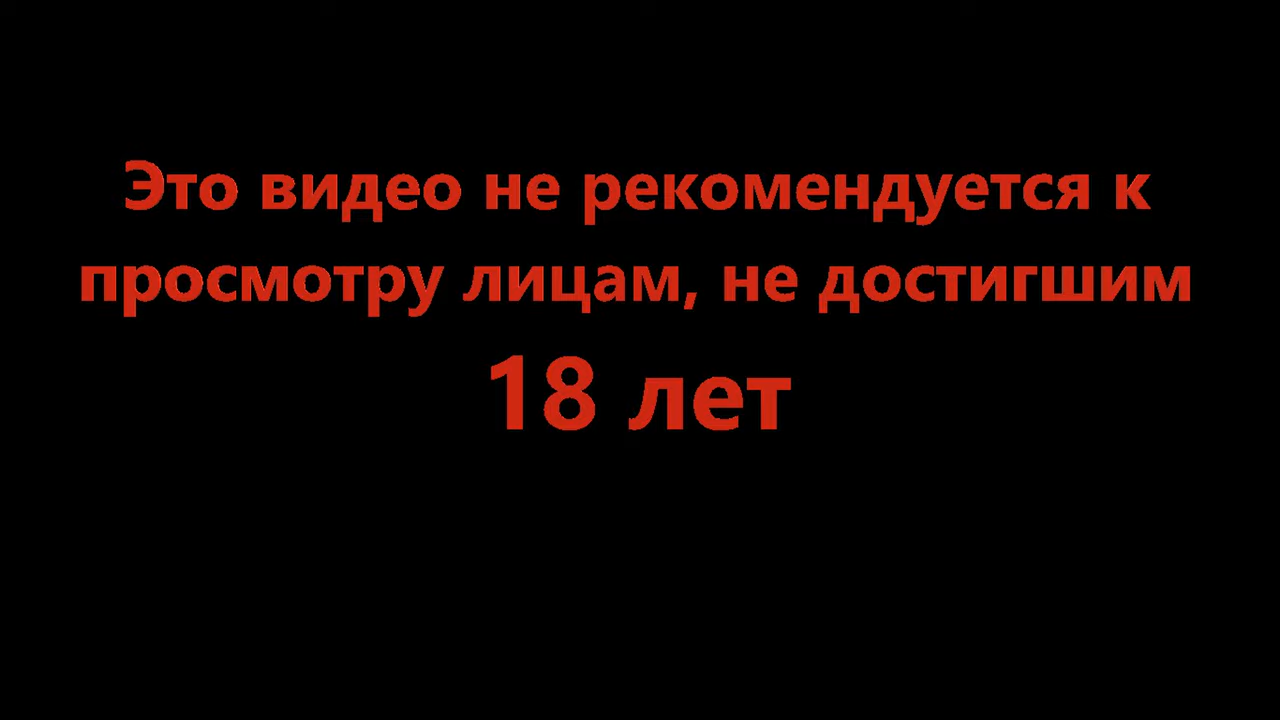 Это видео не рекомендуется к
просмотру лицам, не достигшим
18 лет